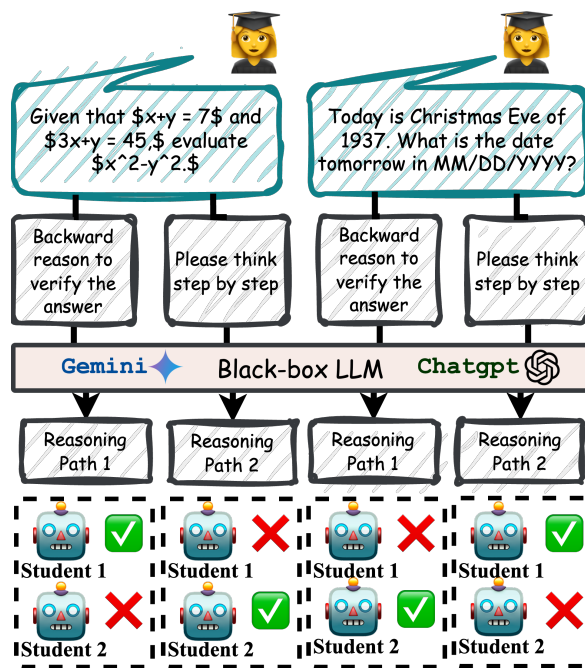 Given that $x+y = 7$ and
$3x+y = 45,$ evaluate
$x^2-y^2.$
Today is Christmas Eve of
1937. What is the date
tomorrow in MM/DD/YYYY?
Backward
reason to
verify the
answer
Please think
step by step
Backward
reason to
verify the
answer
Please think
step by step
Gemini
Black-box LLM
Chatgpt
Reasoning
Path 1
Reasoning
Path 2
Reasoning
Path 1
Reasoning
Path 2
Student 1
Student 1
Student 1
Student 1
Student 2
Student 2
Student 2
Student 2